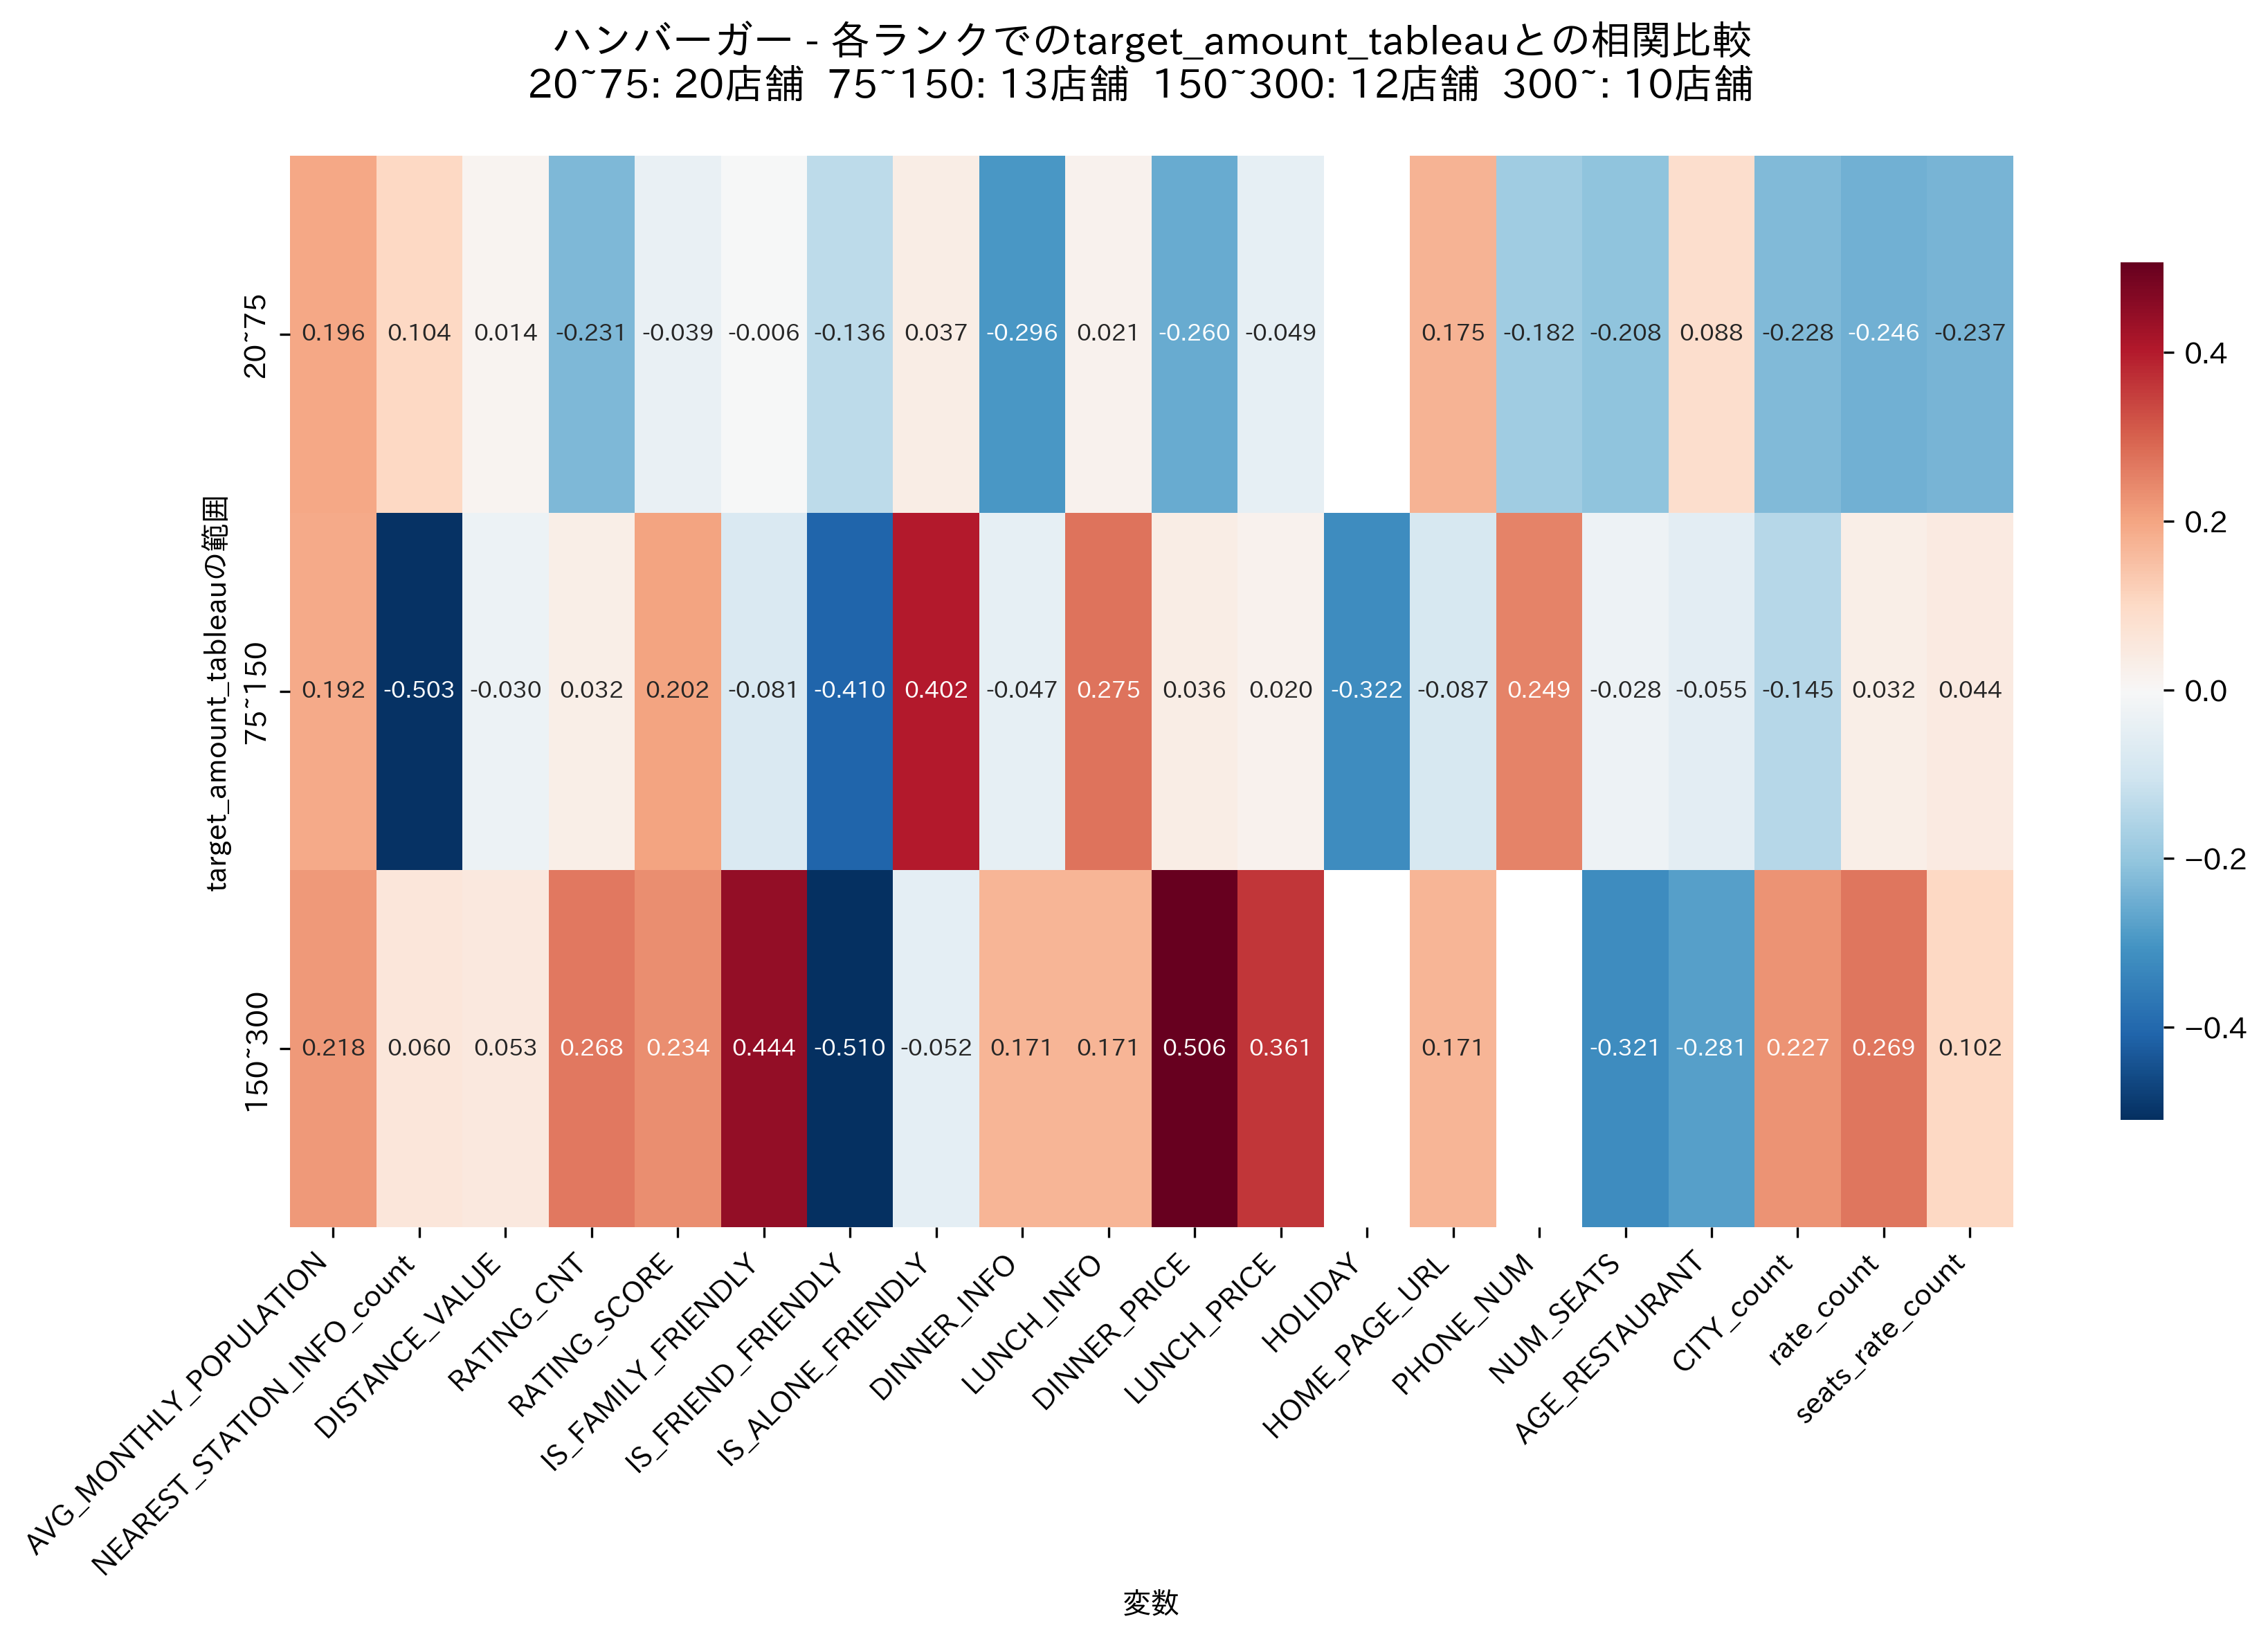 ハンバーガー - 各ランクでのtarget_amount_tableauとの相関比較
20~75: 20店舗 75~150: 13店舗 150~300: 12店舗 300~: 10店舗
target_amount_tableauの範囲
20~75
0.196 0.104 0.014 -0.231 -0.039 -0.006 -0.136 0.037 -0.296 0.021 -0.260 -0.049 0.175 -0.182 -0.208 0.088 -0.228 -0.246 -0.237
75~150
0.192 -0.503 -0.030 0.032 0.202 -0.081 -0.410 0.402 -0.047 0.275 0.036 0.020 -0.322 -0.087 0.249 -0.028 -0.055 -0.145 0.032 0.044
150~300
0.218 0.060 0.053 0.268 0.234 0.444 -0.510 -0.052 0.171 0.171 0.506 0.361 0.171 -0.321 -0.281 0.227 0.269 0.102
AVG_MONTHLY_POPULATION
NEAREST_STATION_INFO_count
DISTANCE_VALUE
RATING_CNT
RATING_SCORE
IS_FAMILY_FRIENDLY
IS_FRIEND_FRIENDLY
IS_ALONE_FRIENDLY
DINNER_INFO
LUNCH_INFO
DINNER_PRICE
LUNCH_PRICE
HOLIDAY
HOME_PAGE_URL
PHONE_NUM
NUM_SEATS
AGE_RESTAURANT
CITY_count
rate_count
seats_rate_count
変数
0.4
0.2
0.0
−0.2
−0.4